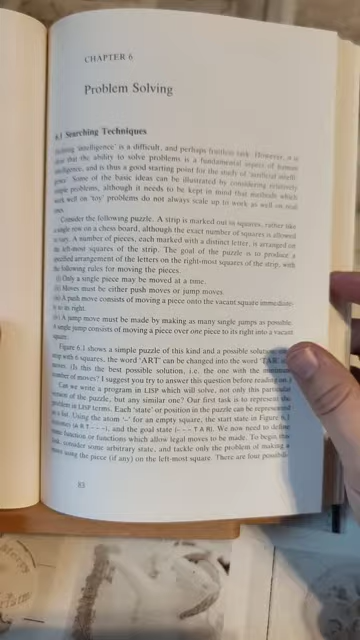 CHAPTER 6
Problem Solving
6.1 Searching Techniques
Defining 'intelligence' is a difficult, and perhaps fruitless task. However, it is
clear that the ability to solve problems is a fundamental aspect of human
intelligence, and is thus a good starting point for the study of 'artificial intelli-
gence'. Some of the basic ideas can be illustrated by considering relatively
simple problems, although it needs to be kept in mind that methods which
work well on 'toy' problems do not always scale up to work as well on real
ones.
Consider the following puzzle. A strip is marked out in squares, rather like
a single row on a chess board, although the exact number of squares is allowed
to vary. A number of pieces, each marked with a distinct letter, is arranged on
the left-most squares of the strip. The goal of the puzzle is to produce a
specified arrangement of the letters on the right-most squares of the strip, with
the following rules for moving the pieces.
(i) Only a single piece may be moved at a time.
(ii) Moves must be either push moves or jump moves.
A push move consists of moving a piece onto the vacant square immediate-
ly to its right.
A jump move must be made by making as many single jumps as possible.
A single jump consists of moving a piece over one piece to its right into a vacant
square.
Figure 6.1 shows a simple puzzle of this kind and a possible solution
with 6 squares, the word 'ART' can be changed into the word 'TAR'
moves. (Is this the best possible solution, i.e. the one with the minimum
number of moves? I suggest you try to answer this question before reading on.)
Can we write a program in LISP which will solve, not only this particular
version of the puzzle, but any similar one? Our first task is to represent the
problem in LISP terms. Each 'state' or position in the puzzle can be represented
as a list. Using the atom '-' for an empty square, the start state in Figure 6.1
becomes (A R T - - -), and the goal state (- - - T A R). We now need to define
some function or functions which allow legal moves to be made. To begin this
task, consider some arbitrary state, and tackle only the problem of making a
move using the piece (if any) on the left-most square. There are four possibili-
83